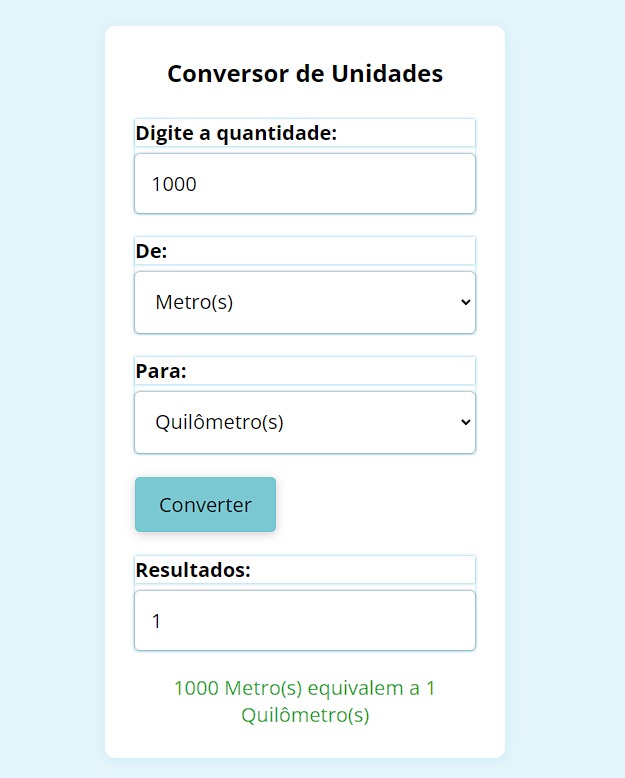 Conversor de Unidades
Digite a quantidade:
1000
De:
Metro(s)
Para:
Quilômetro(s)
Converter
Resultados:
1
1000 Metro(s) equivalem a 1
Quilômetro(s)